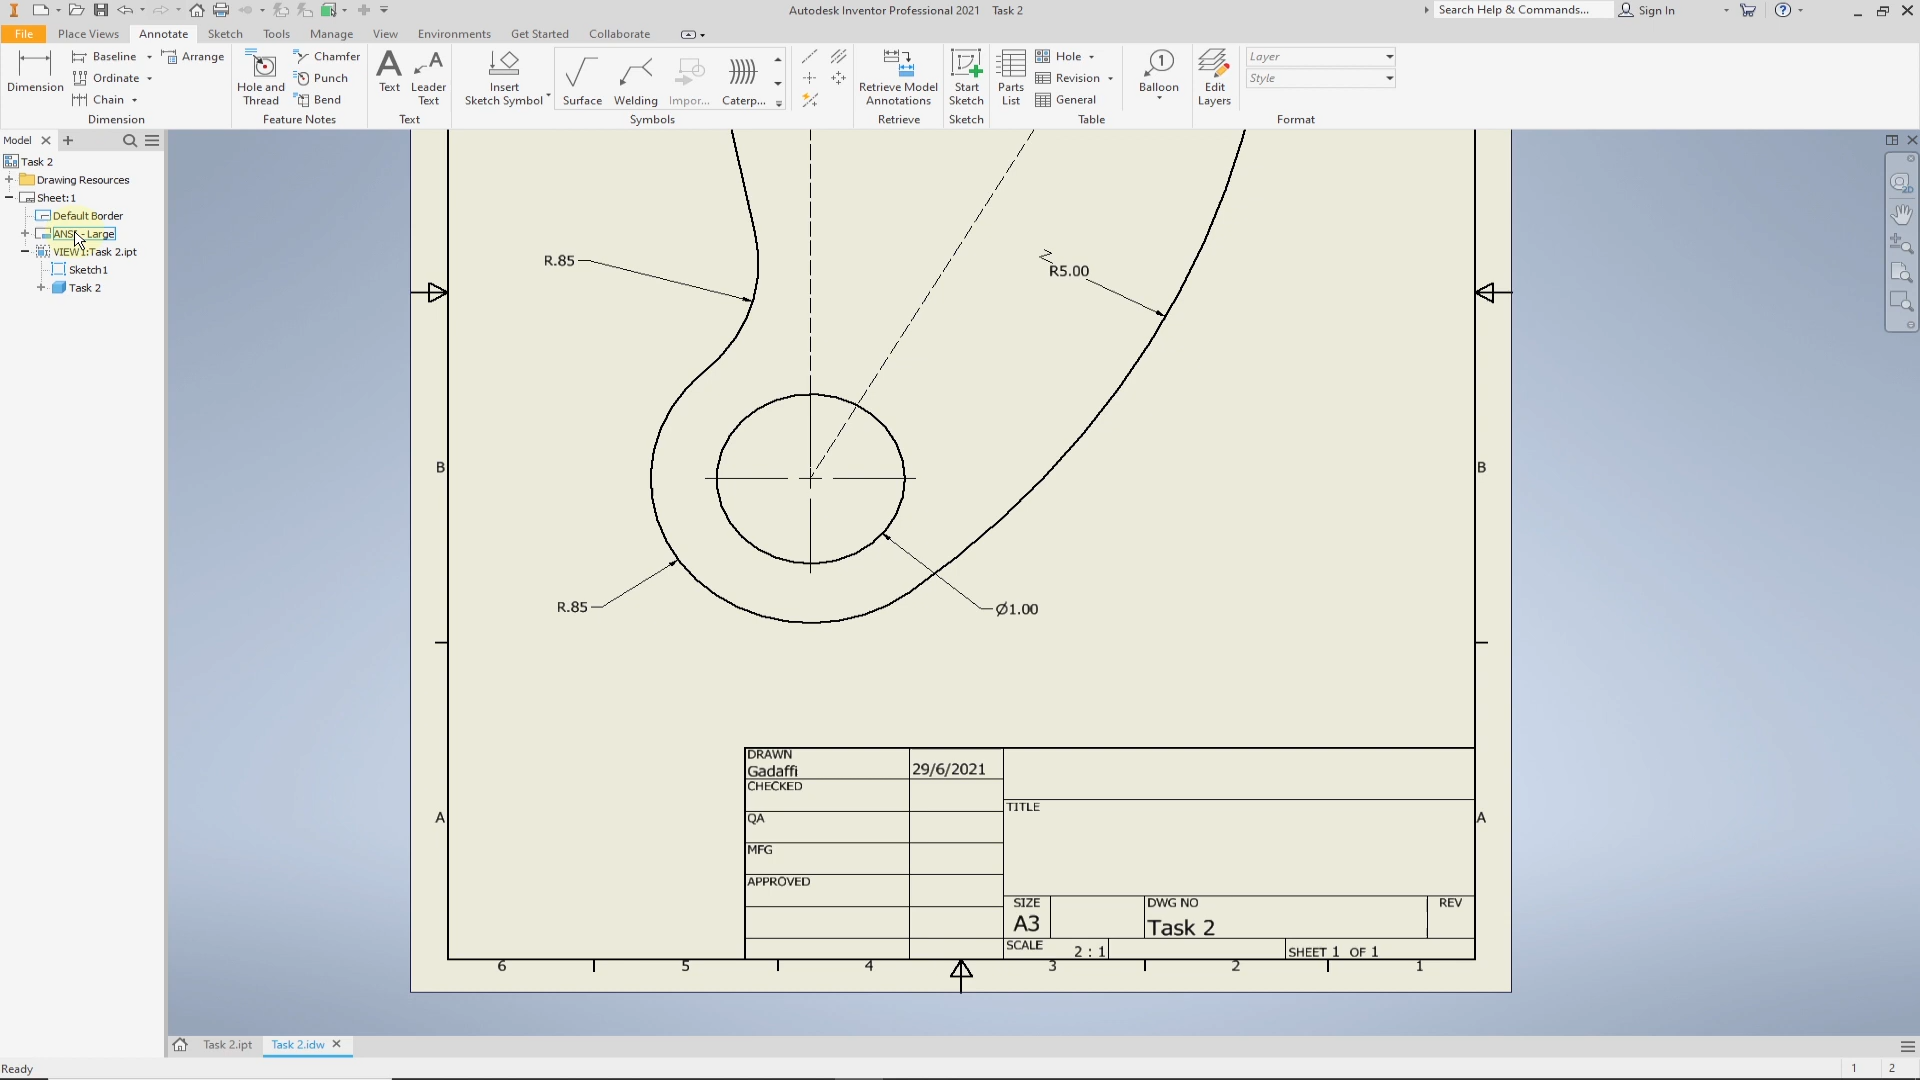 Autodesk Inventor Professional 2021 Task 2
Search Help & Commands...
Sign In
File
Place Views
Annotate
Sketch
Tools
Manage
View
Environments
Get Started
Collaborate
Dimension
Baseline
Ordinate
Chain
Arrange
Dimension
Hole and Thread
Chamfer
Punch
Bend
Feature Notes
Text
Leader Text
Text
Insert Sketch Symbol
Surface
Welding
Impor...
Caterp...
Symbols
Retrieve Model Annotations
Retrieve
Start Sketch
Sketch
Parts List
Hole
Revision
General
Table
Balloon
Edit Layers
Layer
Style
Format
Model
Task 2
Drawing Resources
Sheet:1
Default Border
ANSI - Large
VIEW1:Task 2.ipt
Sketch1
Task 2
R.85
R5.00
B
B
R.85
Ø1.00
A
A
DRAWN
Gadaffi
29/6/2021
CHECKED
QA
MFG
APPROVED
TITLE
SIZE
A3
DWG NO
Task 2
REV
SCALE
2 : 1
SHEET 1 OF 1
6 5 4 3 2 1
Task 2.ipt
Task 2.idw
Ready
1 2